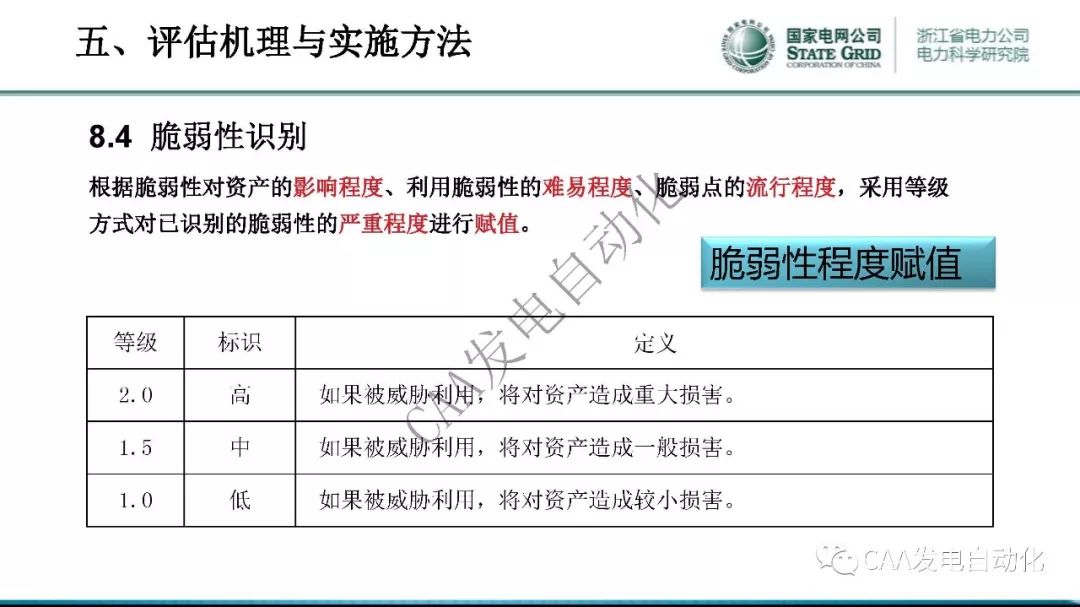 五、评估机理与实施方法
国家电网公司
STATE GRID
CORPORATION OF CHINA
浙江省电力公司
电力科学研究院
8.4 脆弱性识别
根据脆弱性对资产的影响程度、利用脆弱性的难易程度、脆弱点的流行程度，采用等级
方式对已识别的脆弱性的严重程度进行赋值。
脆弱性程度赋值
等级 标识 定义
2.0 高 如果被威胁利用，将对资产造成重大损害。
1.5 中 如果被威胁利用，将对资产造成一般损害。
1.0 低 如果被威胁利用，将对资产造成较小损害。
CAA发电自动化
CAA发电自动化